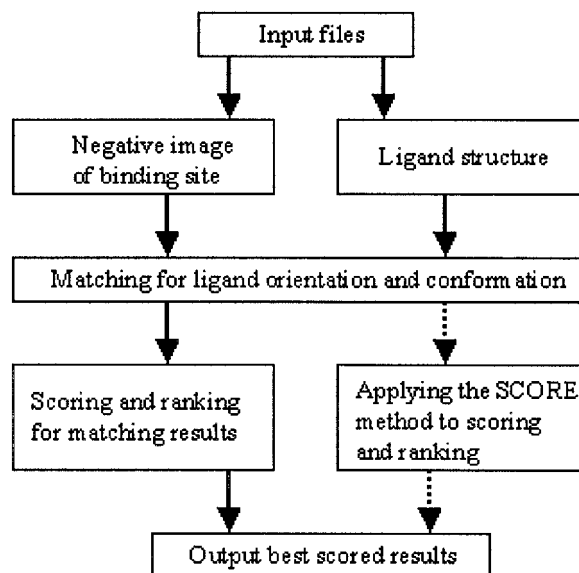 Input files
Negative image
of binding site
Ligand structure
Matching for ligand orientation and conformation
Scoring and ranking
for matching results
Applying the SCORE
method to scoring
and ranking
Output best scored results